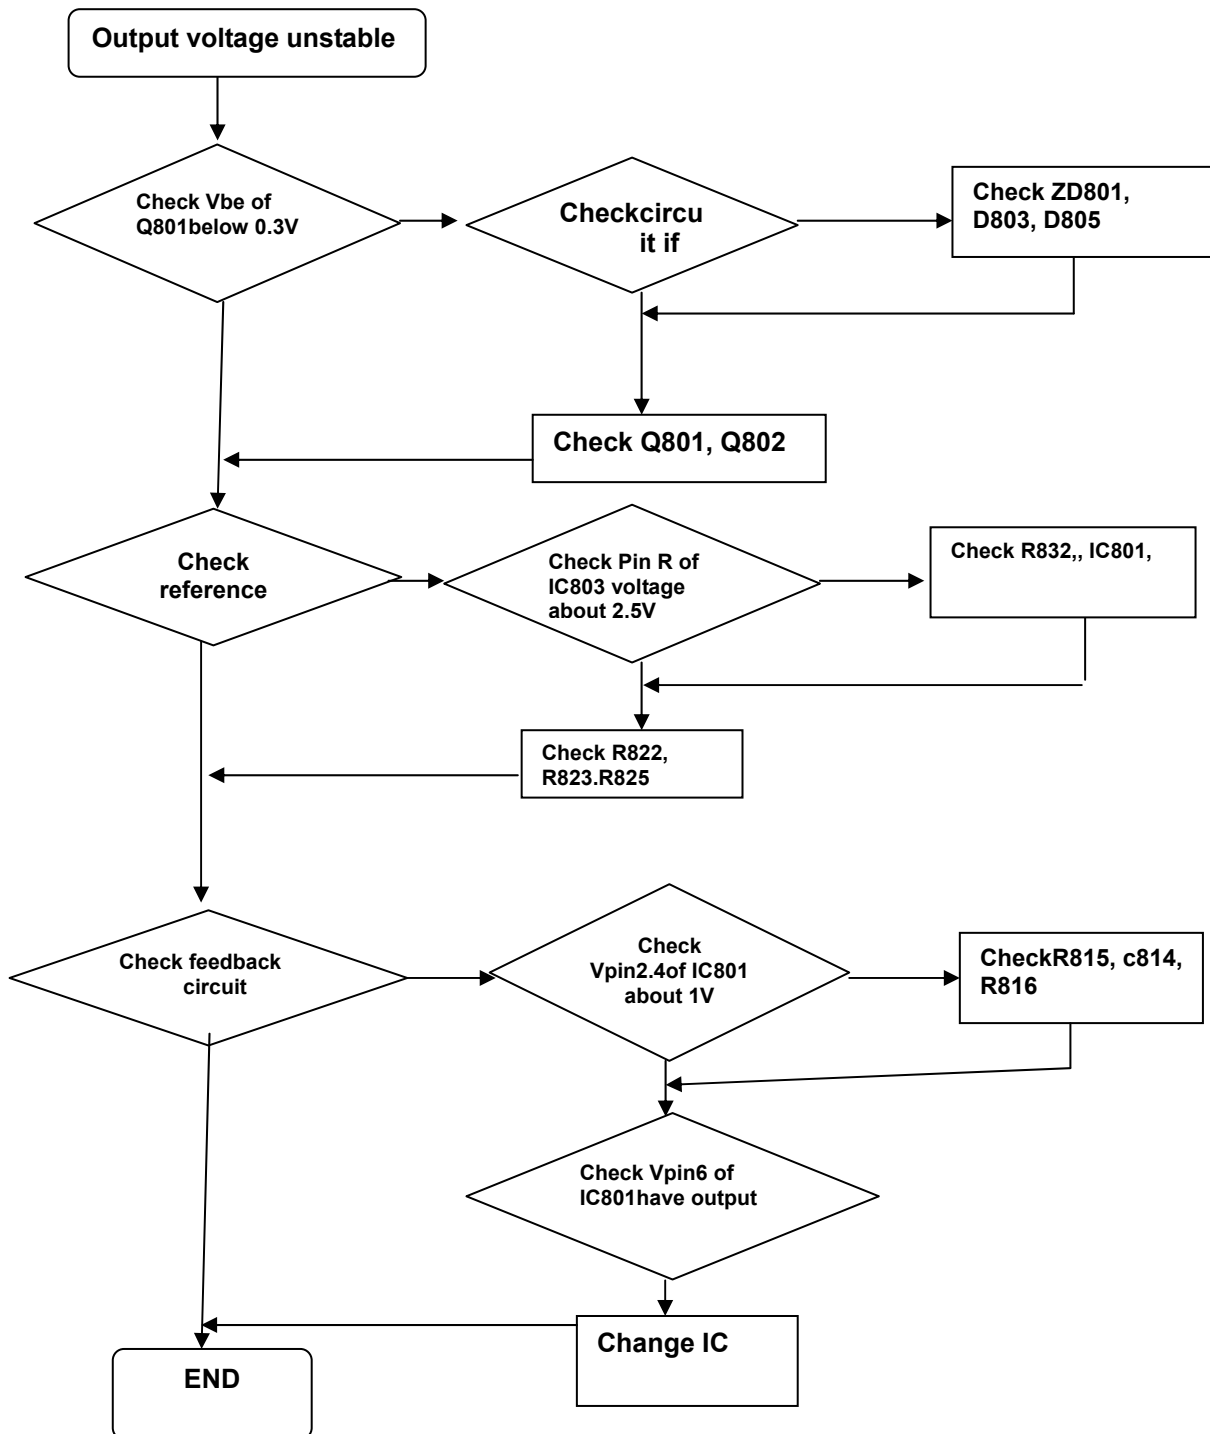 Output voltage unstable
Check Vbe of
Q801below 0.3V
Checkcircu
it if
Check ZD801,
D803, D805
Check Q801, Q802
Check
reference
Check Pin R of
IC803 voltage
about 2.5V
Check R832,, IC801,
Check R822,
R823.R825
Check feedback
circuit
Check
Vpin2.4of IC801
about 1V
CheckR815, c814,
R816
Check Vpin6 of
IC801have output
Change IC
END